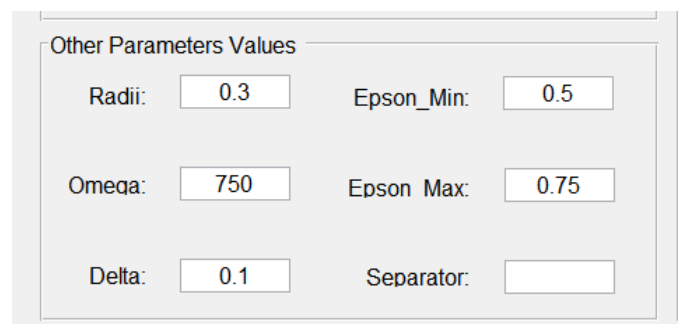 Other Parameters Values
Radii: 0.3 Epson_Min: 0.5
Omega: 750 Epson_Max: 0.75
Delta: 0.1 Separator: